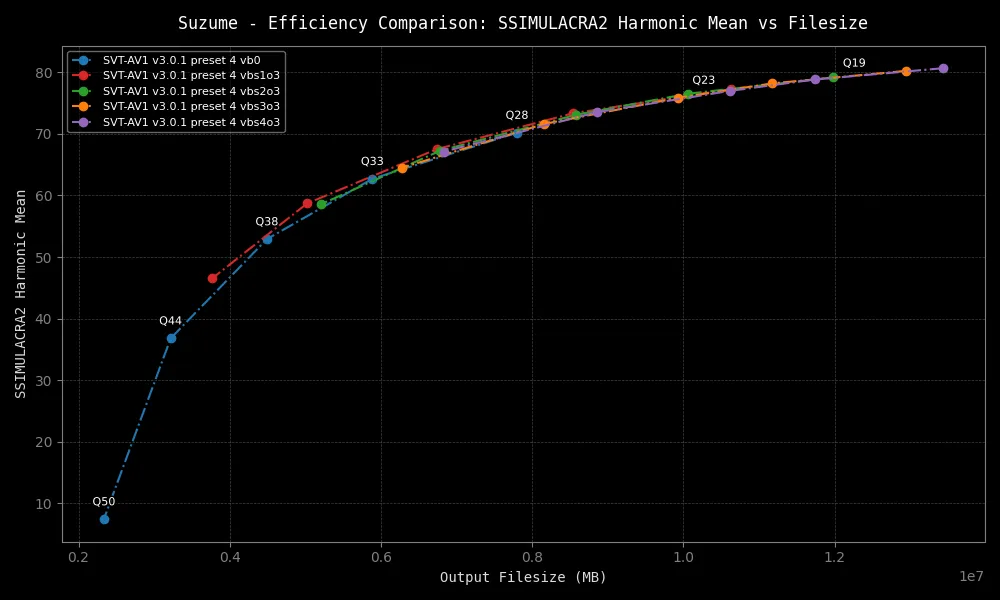 Suzume - Efficiency Comparison: SSIMULACRA2 Harmonic Mean vs Filesize
SVT-AV1 v3.0.1 preset 4 vb0
SVT-AV1 v3.0.1 preset 4 vbs1o3
SVT-AV1 v3.0.1 preset 4 vbs2o3
SVT-AV1 v3.0.1 preset 4 vbs3o3
SVT-AV1 v3.0.1 preset 4 vbs4o3
Q19
Q23
Q28
Q33
Q38
Q44
Q50
80
70
60
50
40
30
20
10
SSIMULACRA2 Harmonic Mean
0.2 0.4 0.6 0.8 1.0 1.2
1e7
Output Filesize (MB)